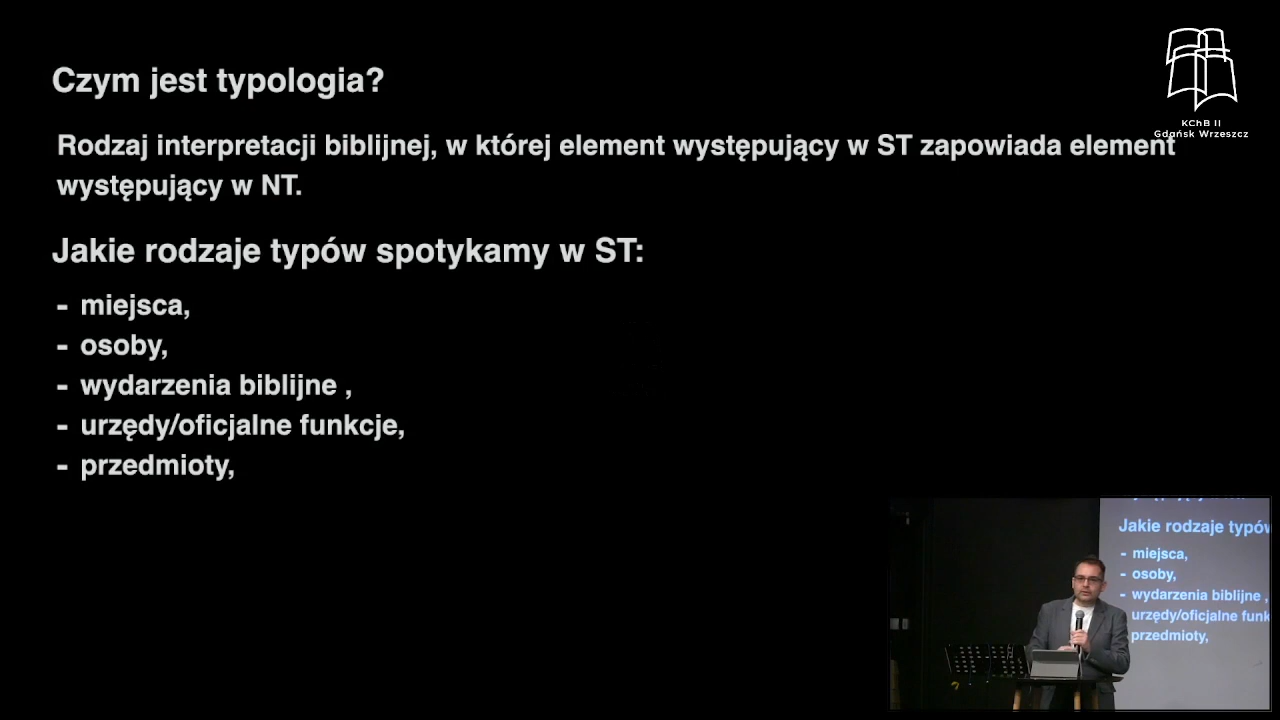 Czym jest typologia?
KChB II
Gdańsk Wrzeszcz
Rodzaj interpretacji biblijnej, w której element występujący w ST zapowiada element
występujący w NT.
Jakie rodzaje typów spotykamy w ST:
- miejsca,
- osoby,
- wydarzenia biblijne ,
- urzędy/oficjalne funkcje,
- przedmioty,
Jakie rodzaje typów
- miejsca,
- osoby,
- wydarzenia biblijne ,
urzędy/oficjalne funk
przedmioty,